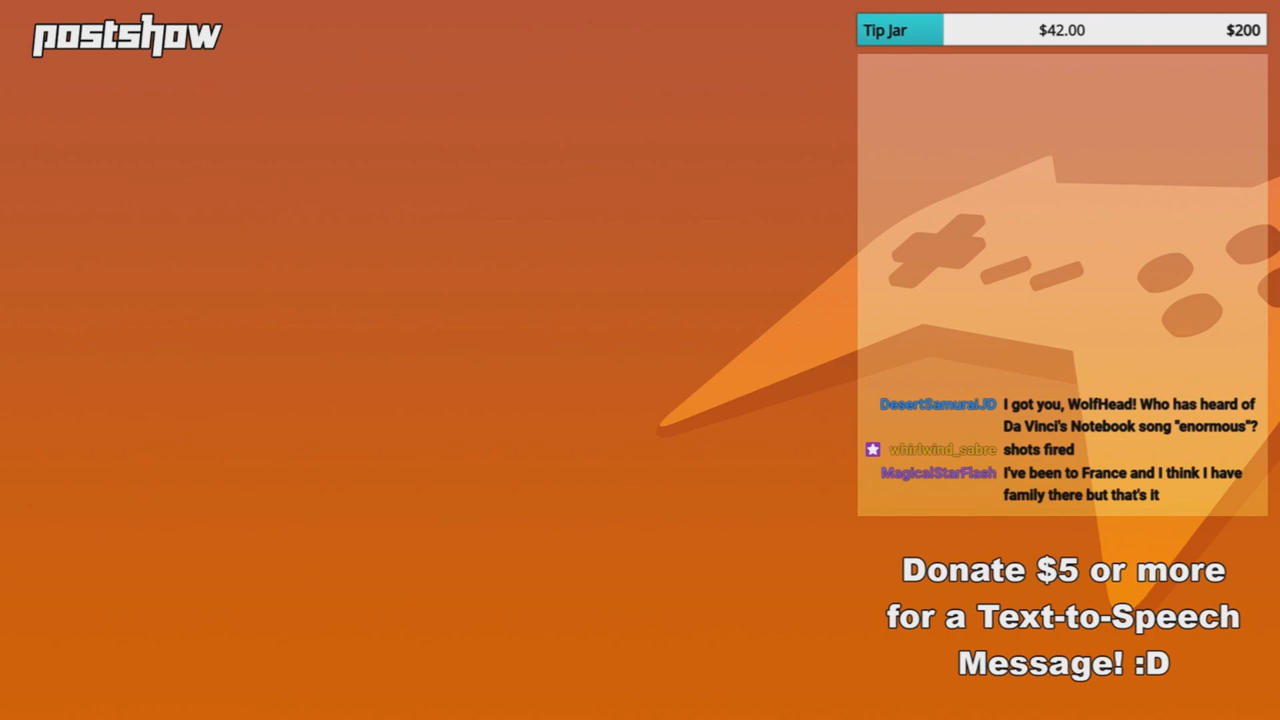 postshow
Tip Jar $42.00 $200
DesertSamuraiJD I got you, WolfHead! Who has heard of
Da Vinci's Notebook song "enormous"?
whirlwind_sabre shots fired
MagicalStarFlash I've been to France and I think I have
family there but that's it
Donate $5 or more
for a Text-to-Speech
Message! :D